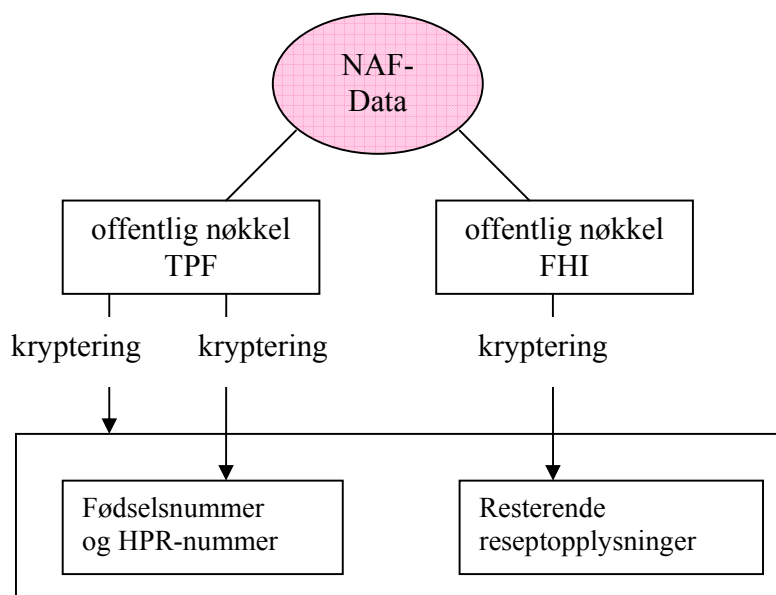 NAF-
Data
offentlig nøkkel
TPF
offentlig nøkkel
FHI
kryptering
kryptering
kryptering
Fødselsnummer
og HPR-nummer
Resterende
reseptopplysninger